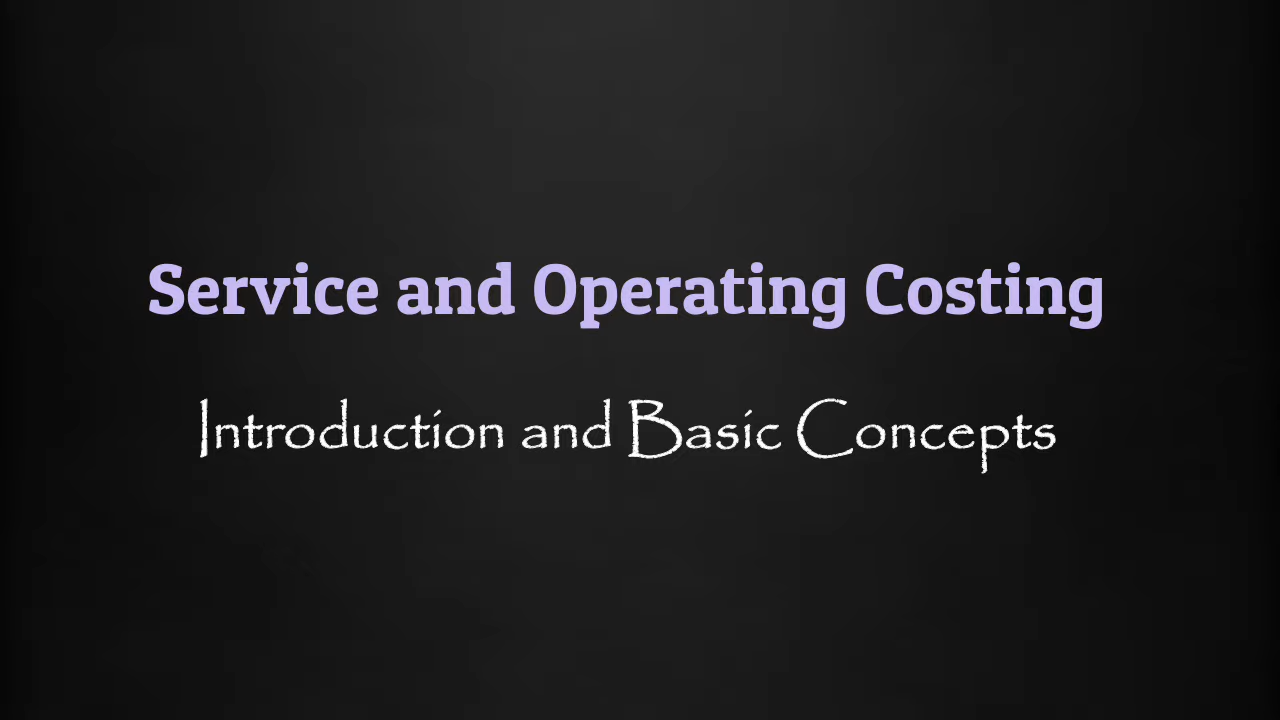 Service and Operating Costing
Introduction and Basic Concepts